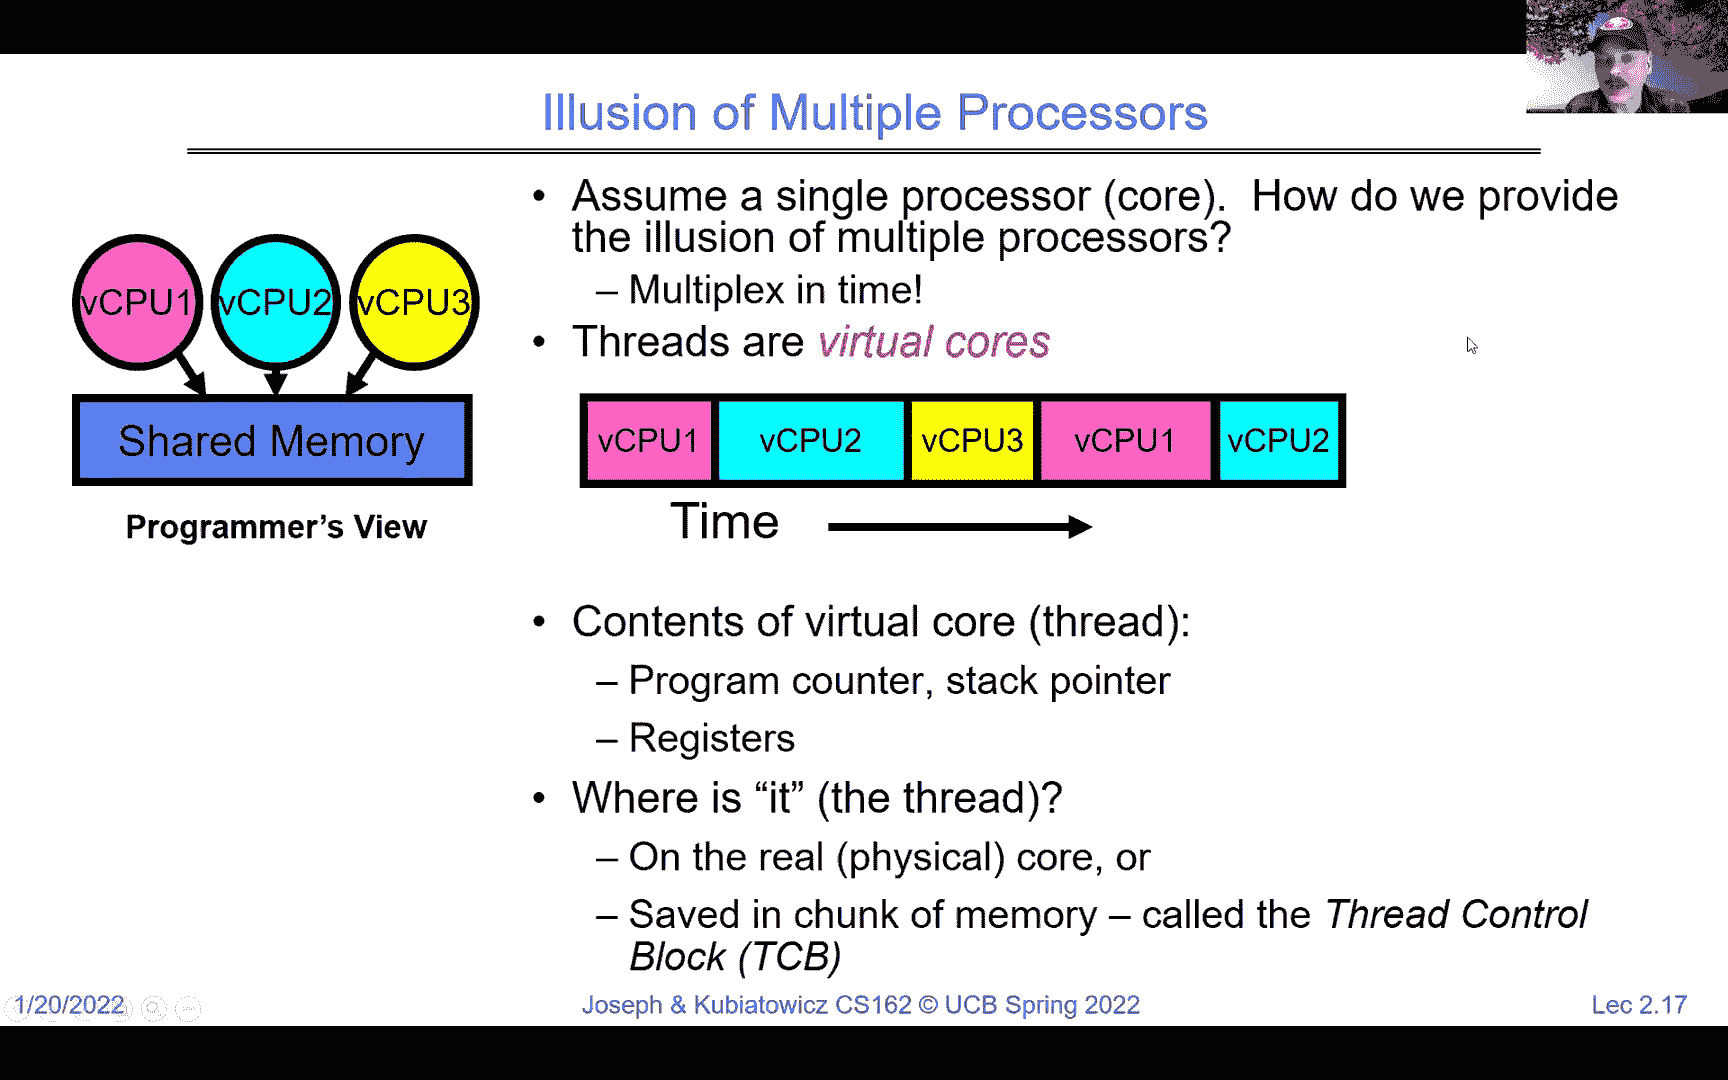 Illusion of Multiple Processors
• Assume a single processor (core). How do we provide
the illusion of multiple processors?
– Multiplex in time!
• Threads are virtual cores
vCPU1 vCPU2 vCPU3
Shared Memory
Programmer's View
vCPU1 vCPU2 vCPU3 vCPU1 vCPU2
Time
• Contents of virtual core (thread):
– Program counter, stack pointer
– Registers
• Where is “it” (the thread)?
– On the real (physical) core, or
– Saved in chunk of memory – called the Thread Control
Block (TCB)
1/20/2022
Joseph & Kubiatowicz CS162 © UCB Spring 2022
Lec 2.17